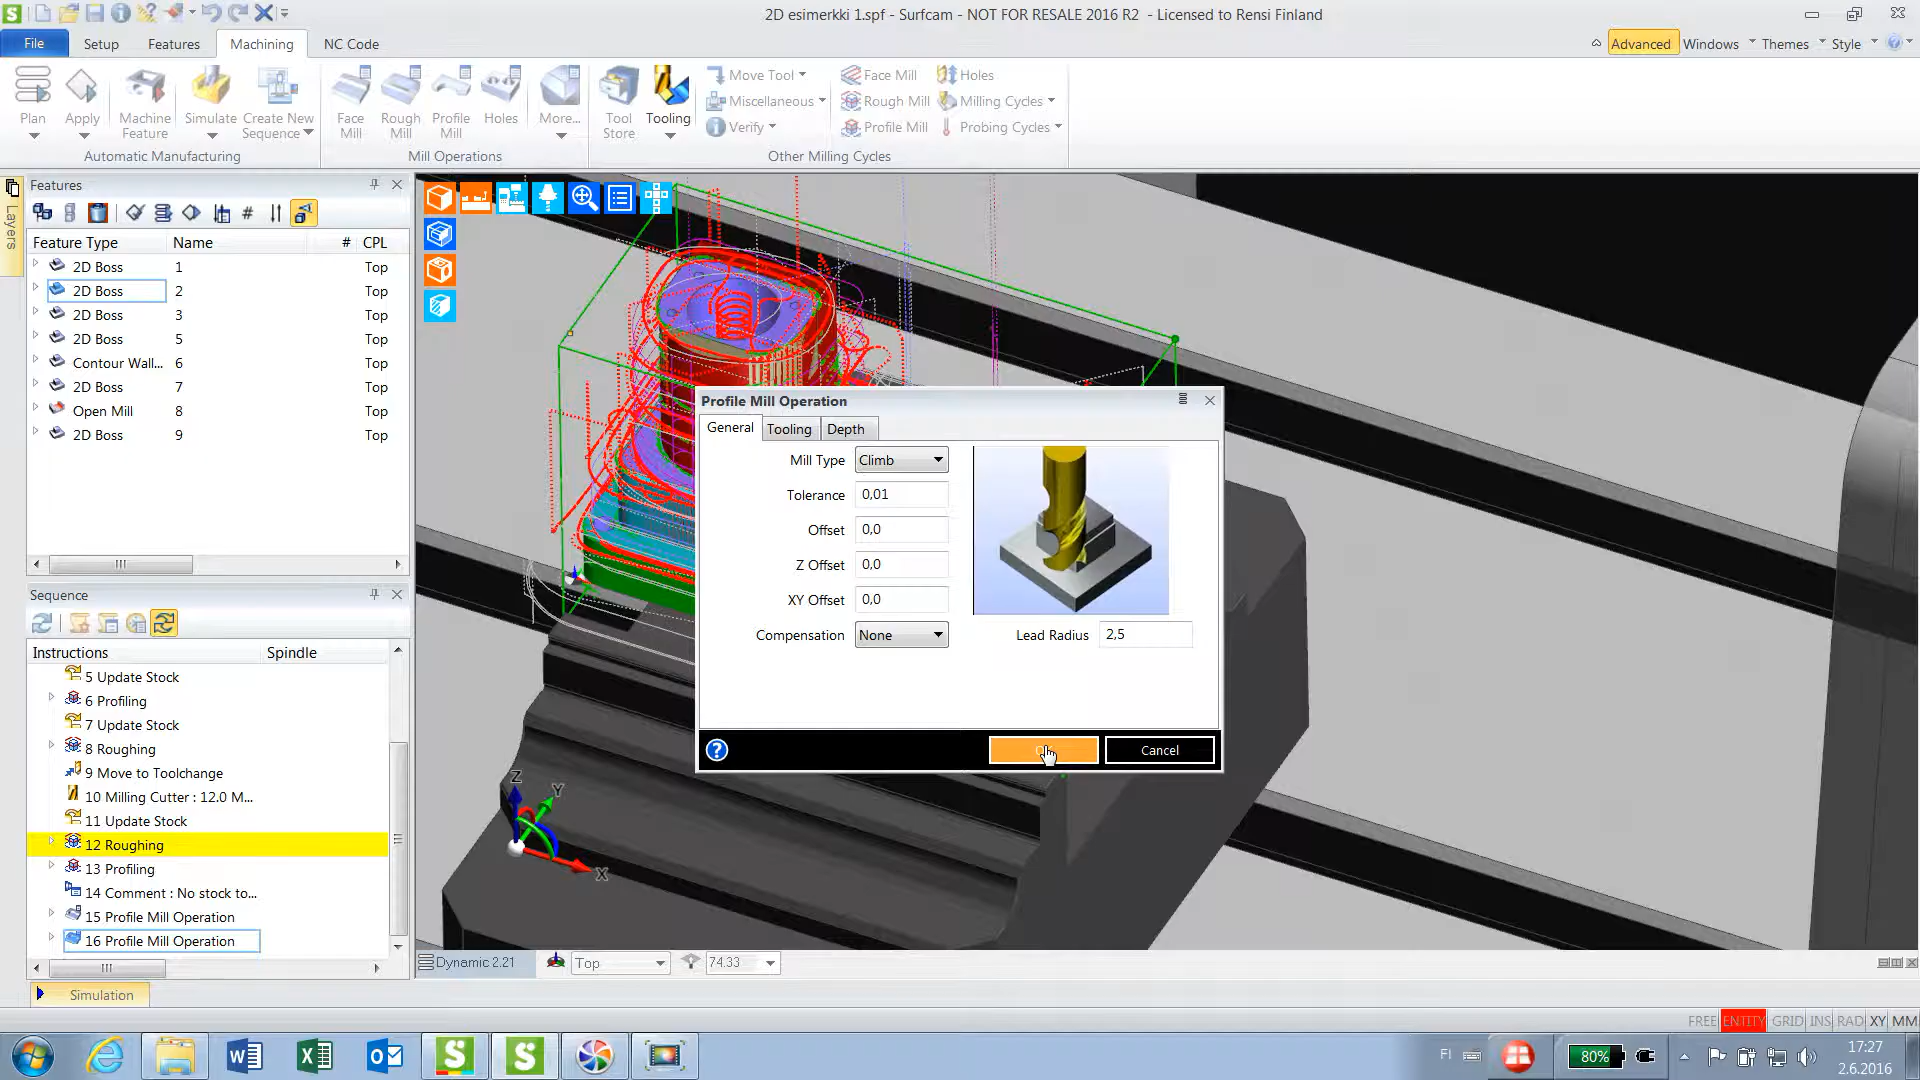 2D esimerkki 1.spf - Surfcam - NOT FOR RESALE 2016 R2 - Licensed to Rensi Finland
File
Setup
Features
Machining
NC Code
Advanced
Windows
Themes
Style
Plan
Apply
Machine Feature
Simulate
Create New Sequence
Face Mill
Rough Mill
Profile Mill
Holes
More...
Tool Store
Tooling
Move Tool
Miscellaneous
Verify
Face Mill
Rough Mill
Profile Mill
Holes
Milling Cycles
Probing Cycles
Automatic Manufacturing
Mill Operations
Other Milling Cycles
Layers
Features
Feature Type Name # CPL
2D Boss 1 Top
2D Boss 2 Top
2D Boss 3 Top
2D Boss 5 Top
Contour Wall... 6 Top
2D Boss 7 Top
Open Mill 8 Top
2D Boss 9 Top
Sequence
Instructions Spindle
5 Update Stock
6 Profiling
7 Update Stock
8 Roughing
9 Move to Toolchange
10 Milling Cutter : 12.0 M...
11 Update Stock
12 Roughing
13 Profiling
14 Comment : No stock to...
15 Profile Mill Operation
16 Profile Mill Operation
Simulation
Profile Mill Operation
General
Tooling
Depth
Mill Type Climb
Tolerance 0,01
Offset 0,0
Z Offset 0,0
XY Offset 0,0
Compensation None
Lead Radius 2,5
Cancel
Z
Y
X
Dynamic 2.21
Top
74.33
FREE ENTITY GRID INS RAD XY MM
FI
80%
17:27
2.6.2016